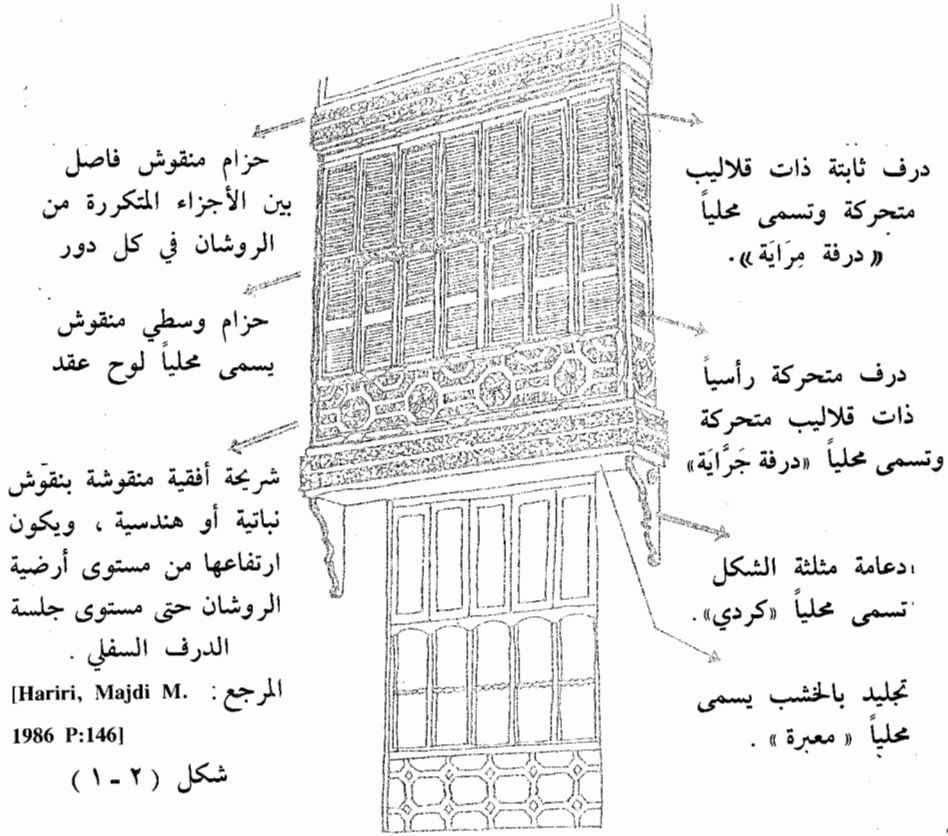 درف ثابتة ذات قلاليب
متحركة وتسمى محلياً
«درفة مِرَايَة».
درف متحركة رأسياً
ذات قلاليب متحركة
وتسمى محلياً «درفة جَرَّايَة»
دعامة مثلثة الشكل
تسمى محلياً «كردي».
تجليد بالخشب يسمى
محلياً «معبرة» .
حزام منقوش فاصل
بين الأجزاء المتكررة من
الروشان في كل دور
حزام وسطي منقوش
يسمى محلياً لوح عقد
شريحة أفقية منقوشة بنقوش
نباتية أو هندسية ، ويكون
ارتفاعها من مستوى أرضية
الروشان حتى مستوى جلسة
الدرف السفلي .
المرجع : [Hariri, Majdi M.
1986 P:146]
شكل (٢ - ١)